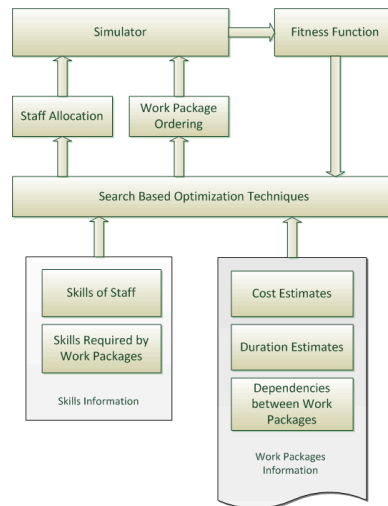 Simulator
Fitness Function
Staff Allocation
Work Package
Ordering
Search Based Optimization Techniques
Skills of Staff
Skills Required by
Work Packages
Skills Information
Cost Estimates
Duration Estimates
Dependencies
between Work
Packages
Work Packages
Information